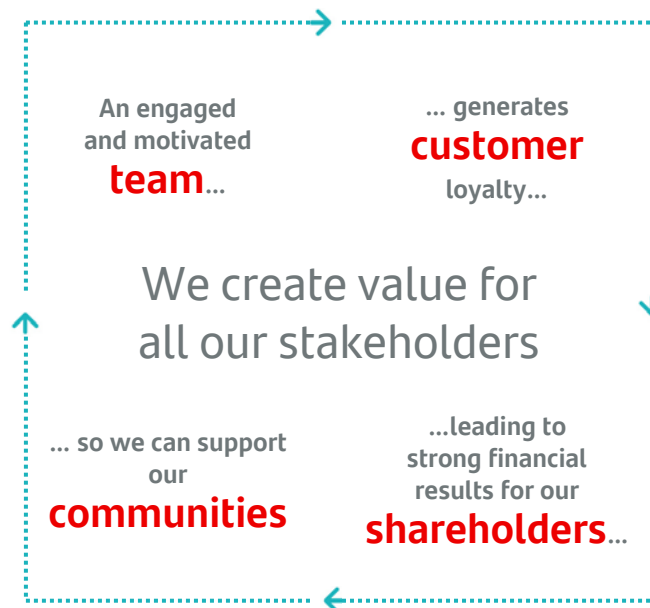 An engaged
and motivated
team...
... generates
customer
loyalty...
We create value for
all our stakeholders
... so we can support
our
communities
...leading to
strong financial
results for our
shareholders...